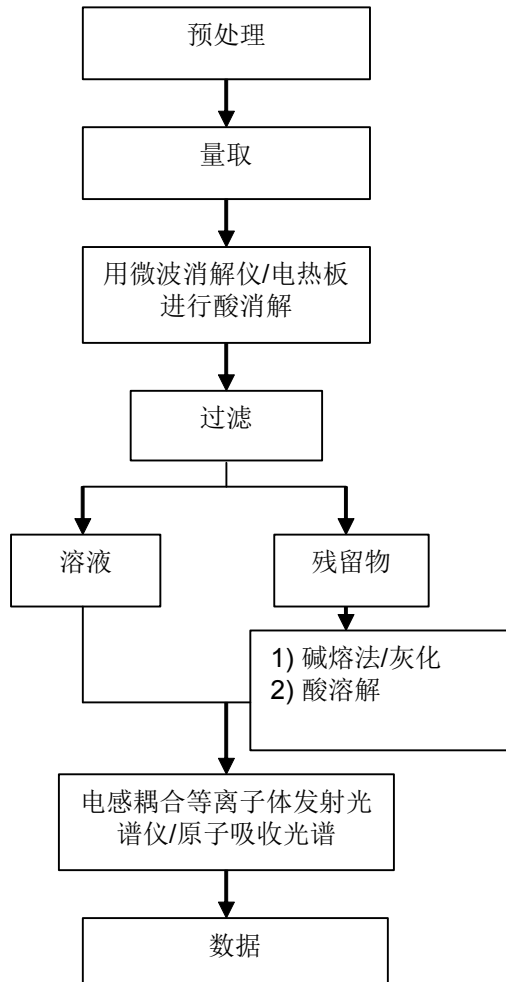 预处理
量取
用微波消解仪/电热板
进行酸消解
过滤
溶液
残留物
1) 碱熔法/灰化
2) 酸溶解
电感耦合等离子体发射光
谱仪/原子吸收光谱
数据